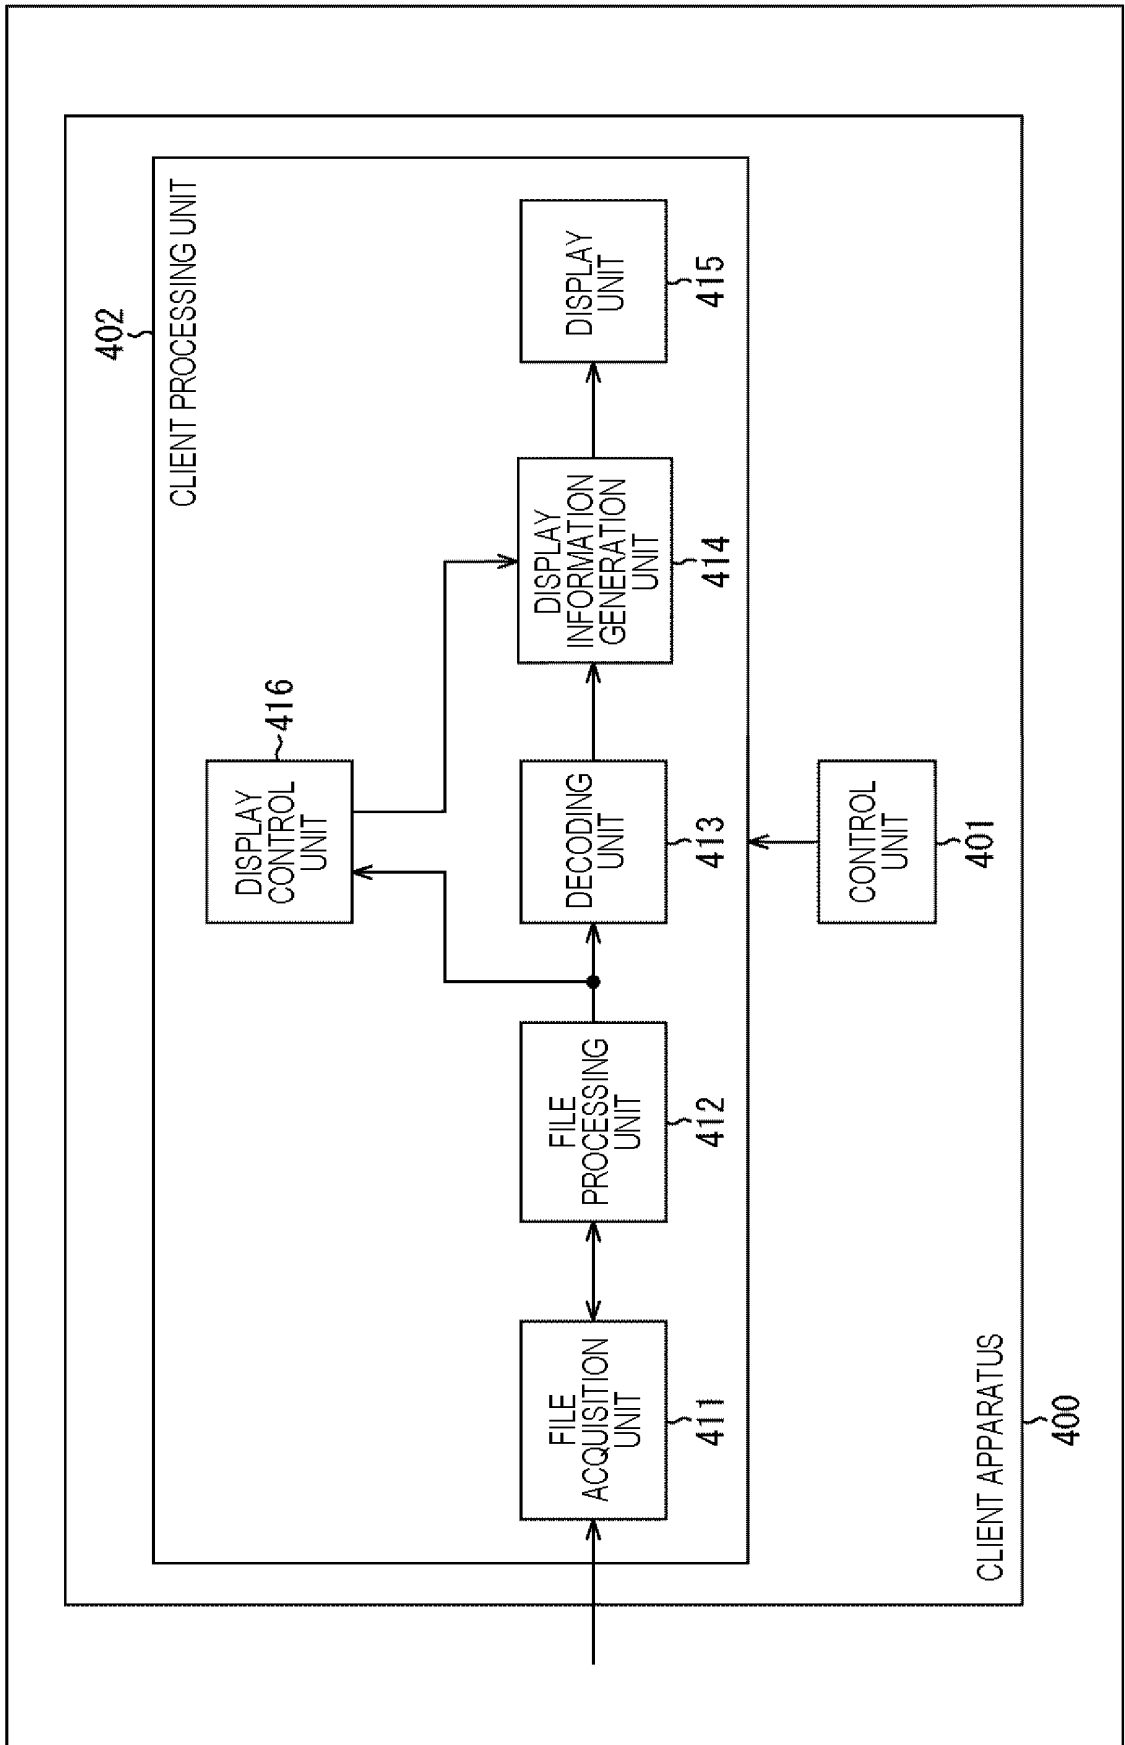 402
CLIENT PROCESSING UNIT
DISPLAY
CONTROL
UNIT
416
FILE
ACQUISITION
UNIT
411
FILE
PROCESSING
UNIT
412
DECODING
UNIT
413
DISPLAY
INFORMATION
GENERATION
UNIT
414
DISPLAY
UNIT
415
CONTROL
UNIT
401
CLIENT APPARATUS
400